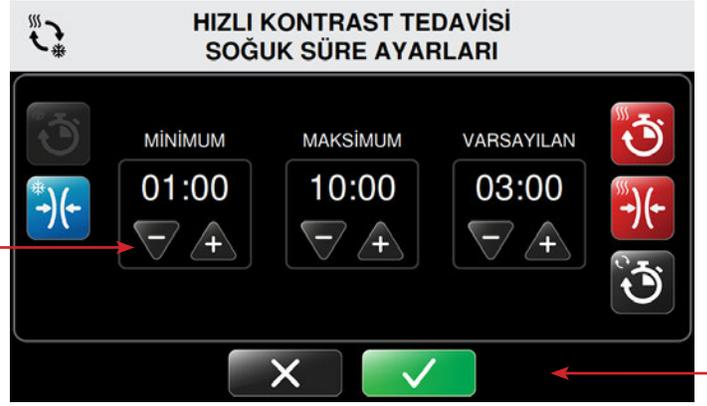 HIZLI KONTRAST TEDAVİSİ
SOĞUK SÜRE AYARLARI
MİNİMUM MAKSİMUM VARSAYILAN
01:00 10:00 03:00